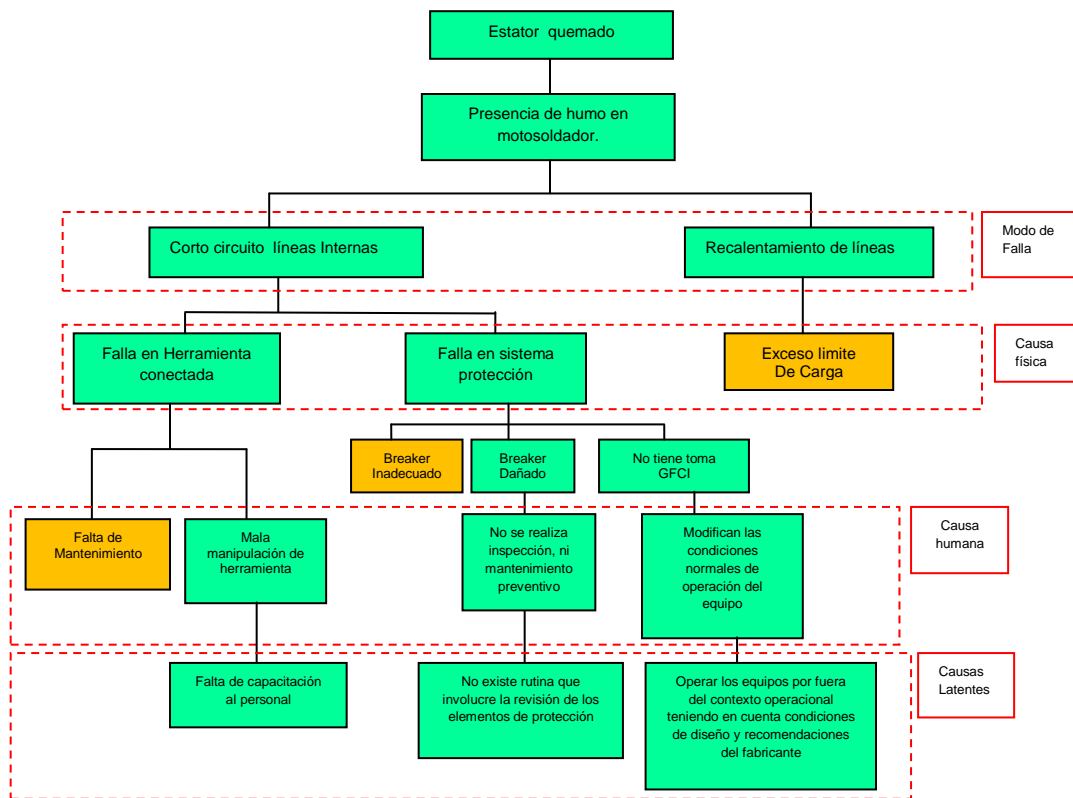 Estator quemado
Presencia de humo en
motosoldador.
Corto circuito líneas Internas
Recalentamiento de líneas
Modo de
Falla
Falla en Herramienta
conectada
Falla en sistema
protección
Exceso limite
De Carga
Causa
física
Breaker
Inadecuado
Breaker
Dañado
No tiene toma
GFCI
Falta de
Mantenimiento
Mala
manipulación de
herramienta
No se realiza
inspección, ni
mantenimiento
preventivo
Modifican las
condiciones
normales de
operación del
equipo
Causa
humana
Falta de capacitación
al personal
No existe rutina que
involucre la revisión de los
elementos de protección
Operar los equipos por fuera
del contexto operacional
teniendo en cuenta condiciones
de diseño y recomendaciones
del fabricante
Causas
Latentes